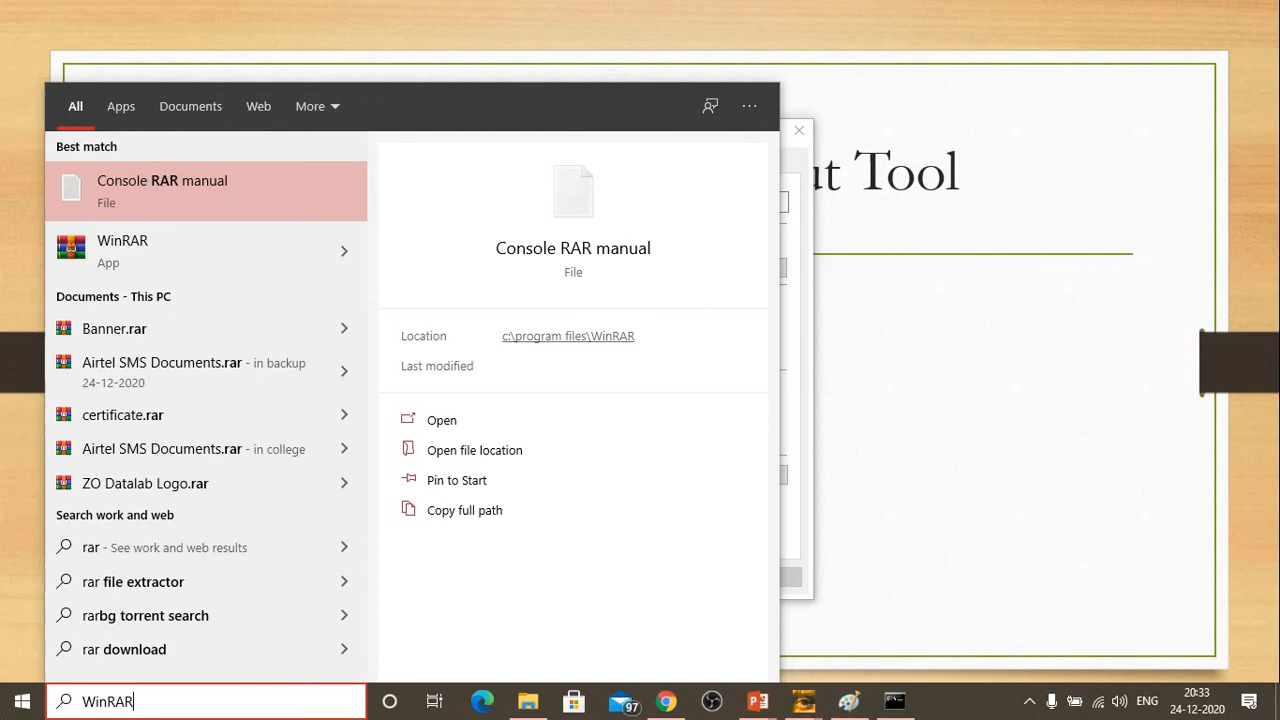 All Apps Documents Web More
Best match
Console RAR manual
File
WinRAR
App
Documents - This PC
Banner.rar
Airtel SMS Documents.rar - in backup
24-12-2020
certificate.rar
Airtel SMS Documents.rar - in college
ZO Datalab Logo.rar
Search work and web
rar - See work and web results
rar file extractor
rarbg torrent search
rar download
WinRAR
Console RAR manual
File
Location c:\program files\WinRAR
Last modified
Open
Open file location
Pin to Start
Copy full path
Tool
97
ENG
20:33
24-12-2020